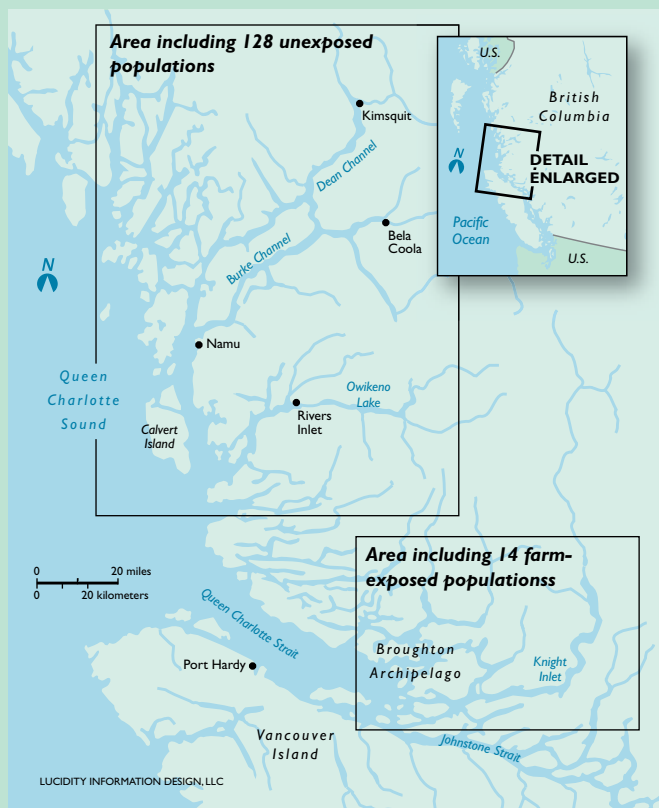 Area including 128 unexposed
populations
U.S.
British
Columbia
DETAIL
ENLARGED
N
Pacific
Ocean
U.S.
Kimsquit
Dean Channel
Bela
Coola
Burke Channel
N
Namu
Queen
Charlotte
Sound
Owikeno
Lake
Rivers
Inlet
Calvert
Island
Area including 14 farm-
exposed populationss
0 20 miles
0 20 kilometers
Queen Charlotte Strait
Broughton
Archipelago
Knight
Inlet
Port Hardy
Vancouver
Island
Johnstone Strait
LUCIDITY INFORMATION DESIGN, LLC